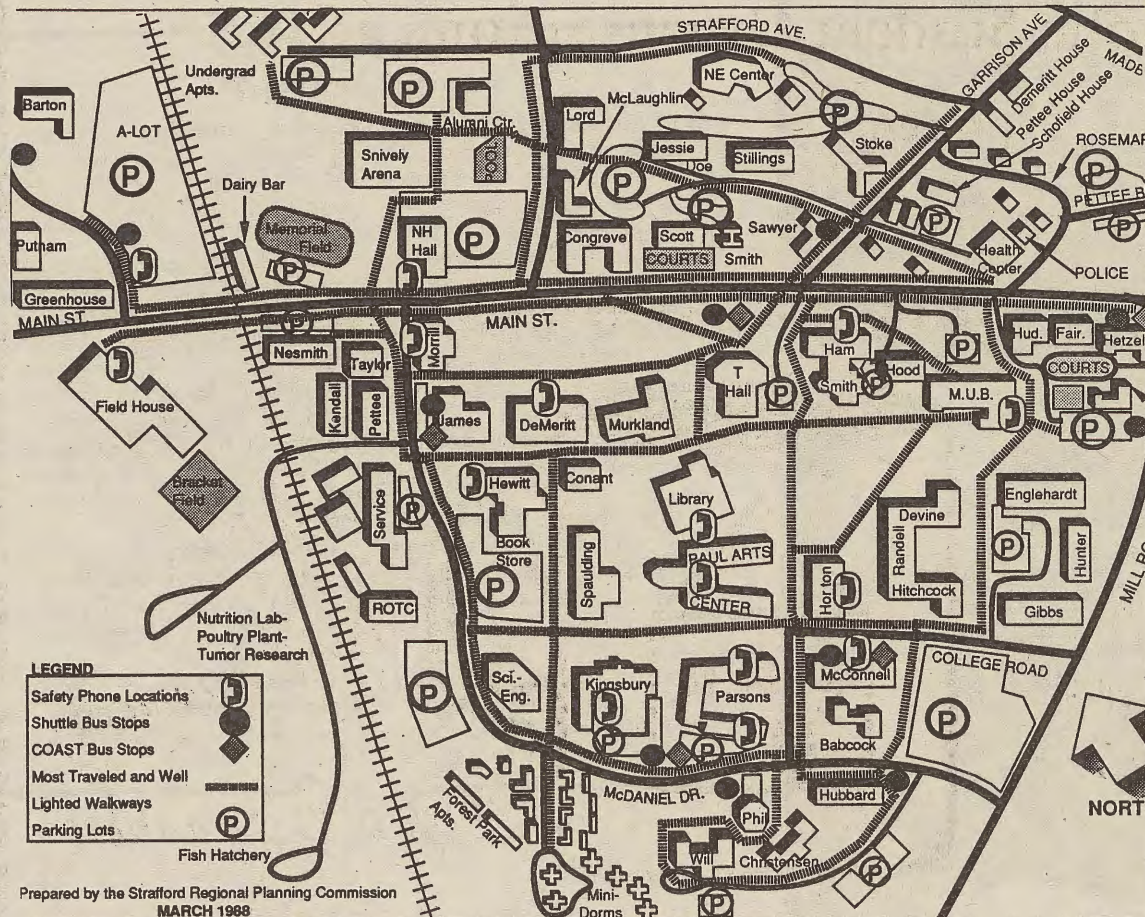 STRAFFORD AVE.
GARRISON AVE
MADB
Undergrad
Apts.
NE Center
Demeritt House
Pettee House
Schofield House
Barton
A-LOT
P
P
P
Alumni Ctr.
Lord
McLaughlin
P
Stoke
ROSEMAR
Snively
Arena
POOL
Jessie
Doe
Stillings
P
PETTEE B
P
Dairy Bar
Memorial
Field
P
NH
Hall
P
P
P
Congreve
Scott
COURTS
Smith
Sawyer
P
Health
Center
P
POLICE
Putham
Greenhouse
MAIN ST.
MAIN ST.
P
Nesmith
Taylor
Morri
Ham
Smith
P
Hood
P
Hud.
Fair.
Hetzel
COURTS
Field House
Kendall
Pettee
James
DeMeritt
Murkland
T
Hall
P
M.U.B.
P
Bracket
Field
Service
P
Hewitt
Book
Store
P
Conant
Library
Devine
Englehardt
Spaulding
PAUL ARTS
CENTER
Horton
Randell
Hitchcock
P
Hunter
Gibbs
MILL RO
ROTC
Nutrition Lab-
Poultry Plant-
Tumor Research
P
Sci.-
Eng.
Kingsbury
P
Parsons
P
McConnell
Babcock
COLLEGE ROAD
P
LEGEND
Safety Phone Locations
Shuttle Bus Stops
COAST Bus Stops
Most Traveled and Well
Lighted Walkways
Parking Lots P
Fish Hatchery
Forest Park
Apts.
McDANIEL DR.
Hubbard
Phil
Will
Christensen
P
P
Mini-
Dorms
NORT
Prepared by the Strafford Regional Planning Commission
MARCH 1988